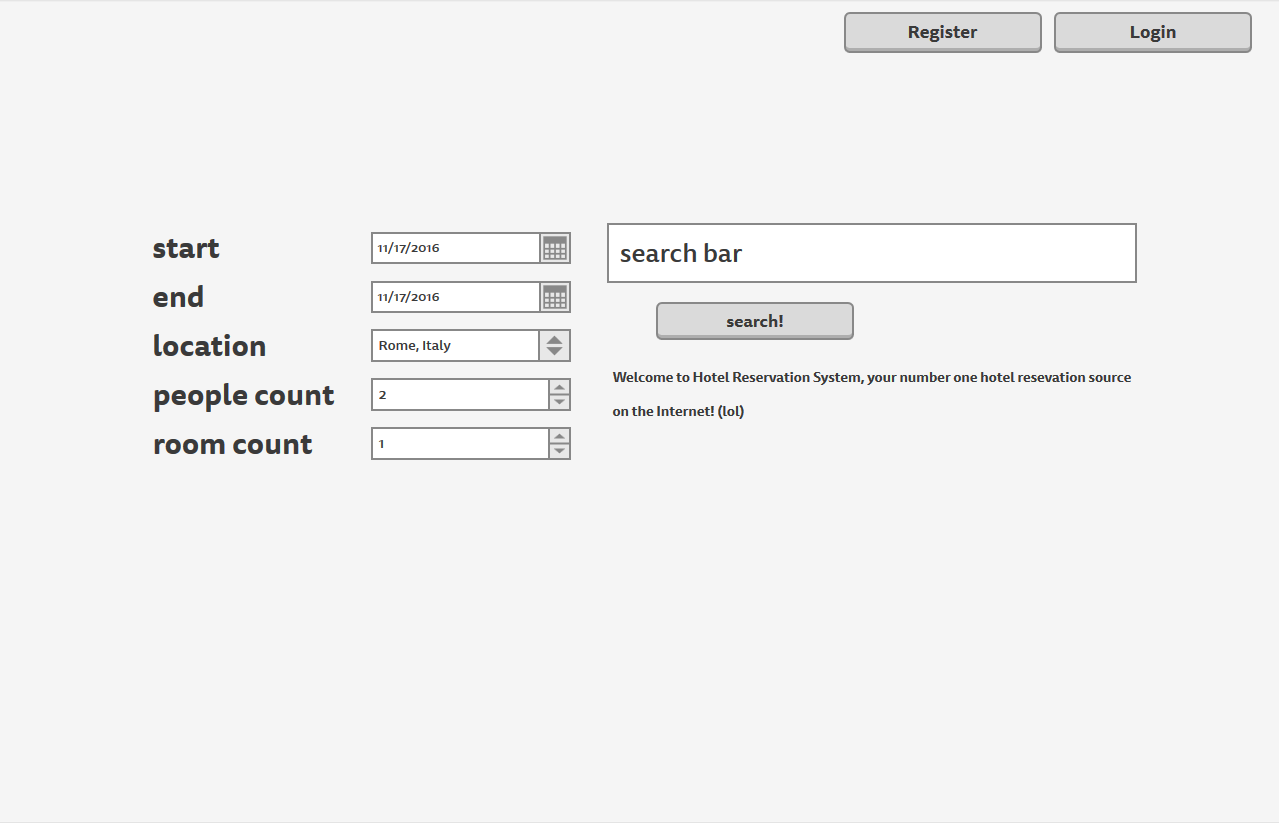 Register Login
start 11/17/2016
end 11/17/2016
location Rome, Italy
people count 2
room count 1
search bar
search!
Welcome to Hotel Reservation System, your number one hotel resevation source
on the Internet! (lol)